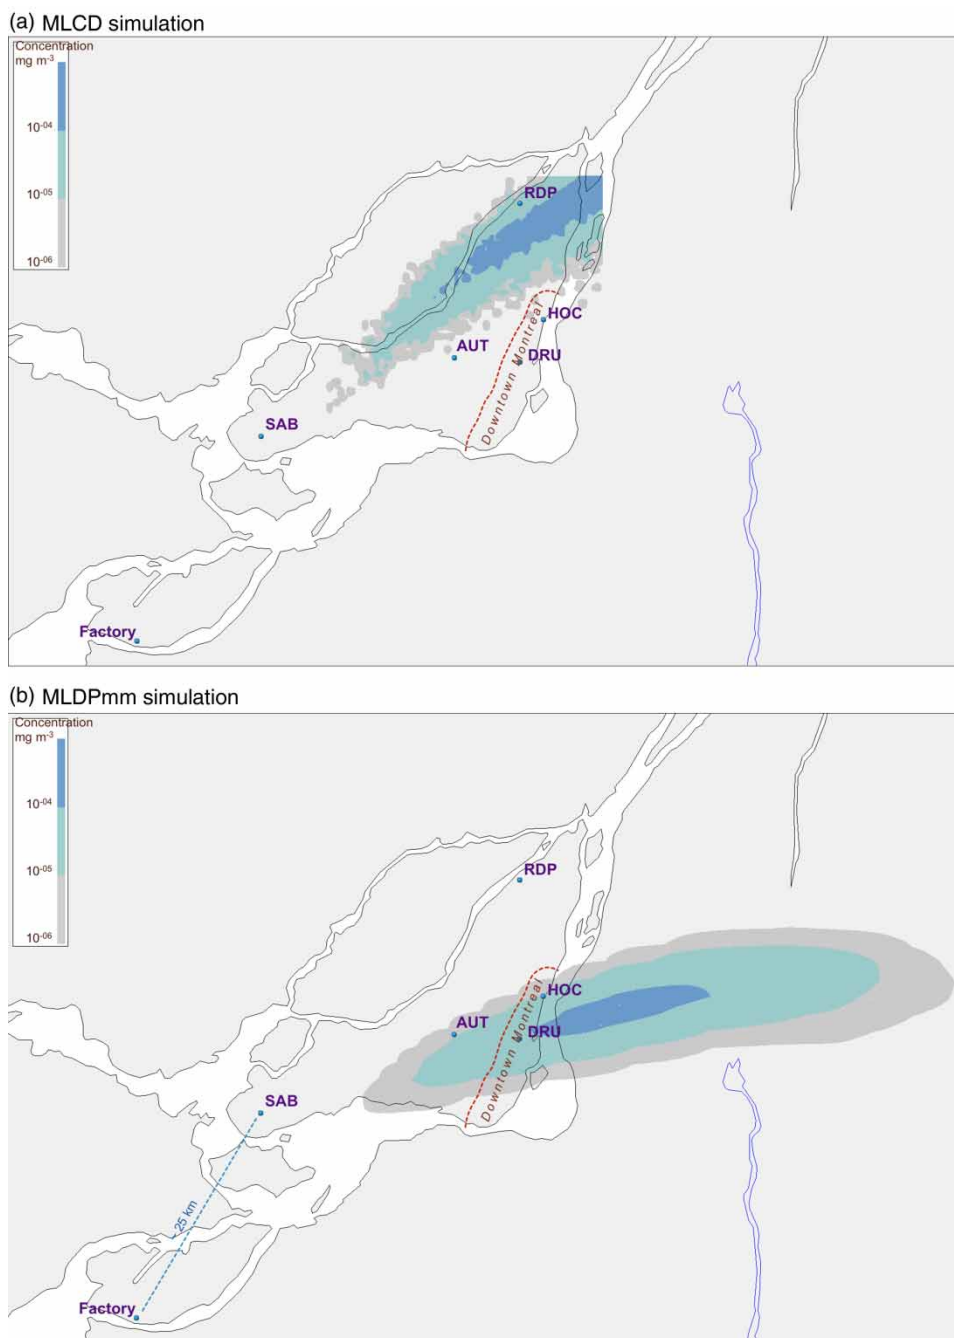 (a) MLCD simulation
Concentration
mg m-3
10-04
10-05
10-06
RDP
HOC
AUT
DRU
Downtown Montreal
SAB
Factory
(b) MLDPmm simulation
Concentration
mg m-3
10-04
10-05
10-06
RDP
HOC
AUT
DRU
Downtown Montreal
SAB
~ 25 km
Factory